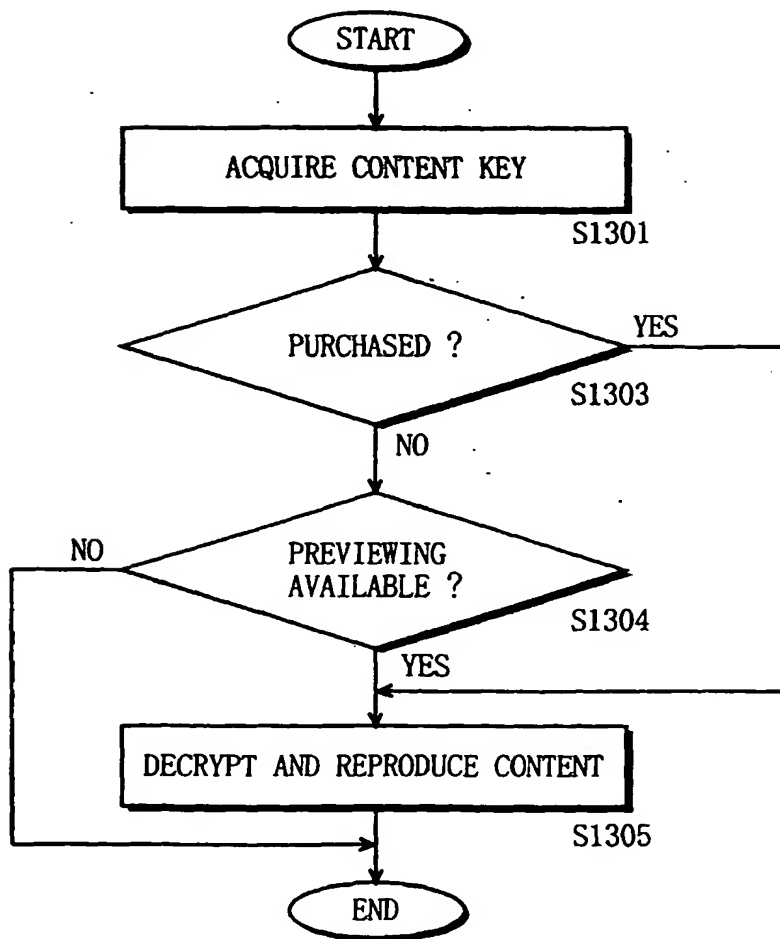 START
ACQUIRE CONTENT KEY
S1301
PURCHASED ?
YES
S1303
NO
PREVIEWING
AVAILABLE ?
NO
S1304
YES
DECRYPT AND REPRODUCE CONTENT
S1305
END